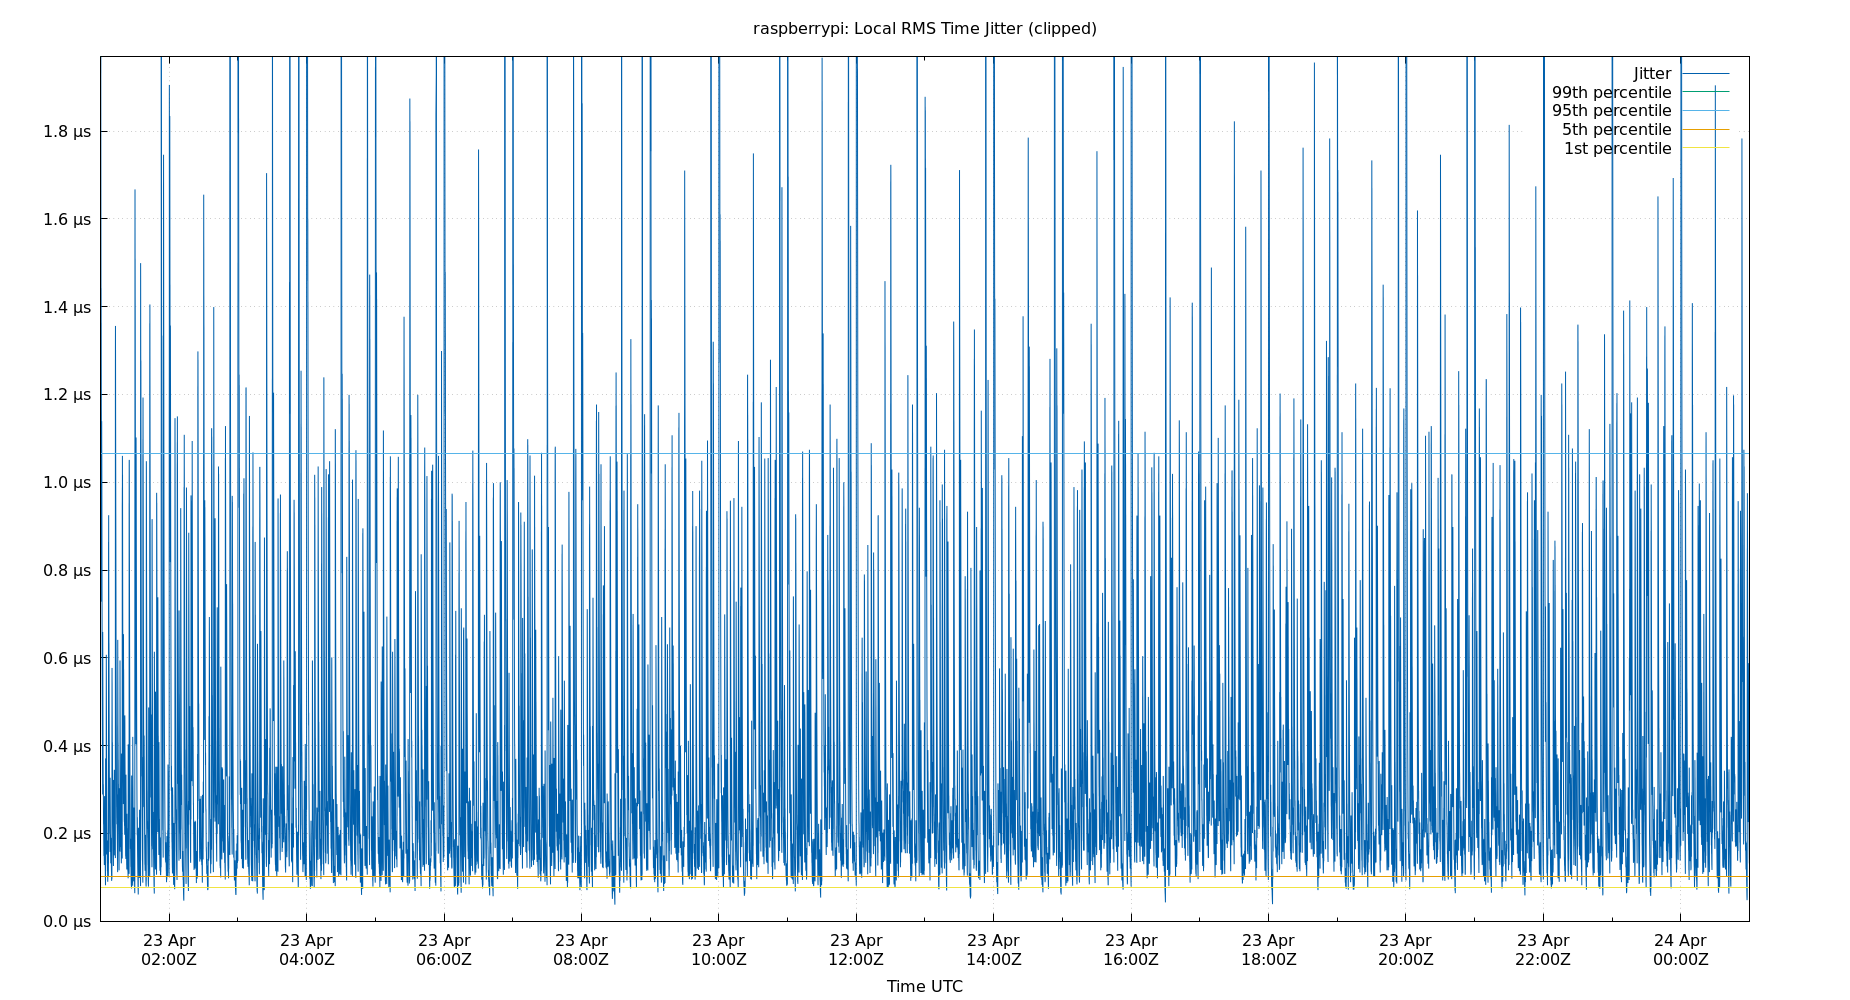 raspberrypi: Local RMS Time Jitter (clipped)
Jitter
99th percentile
95th percentile
5th percentile
1st percentile
1.8 µs
1.6 µs
1.4 µs
1.2 µs
1.0 µs
0.8 µs
0.6 µs
0.4 µs
0.2 µs
0.0 µs
23 Apr 23 Apr 23 Apr 23 Apr 23 Apr 23 Apr 23 Apr 23 Apr 23 Apr 23 Apr 23 Apr 24 Apr
02:00Z 04:00Z 06:00Z 08:00Z 10:00Z 12:00Z 14:00Z 16:00Z 18:00Z 20:00Z 22:00Z 00:00Z
Time UTC